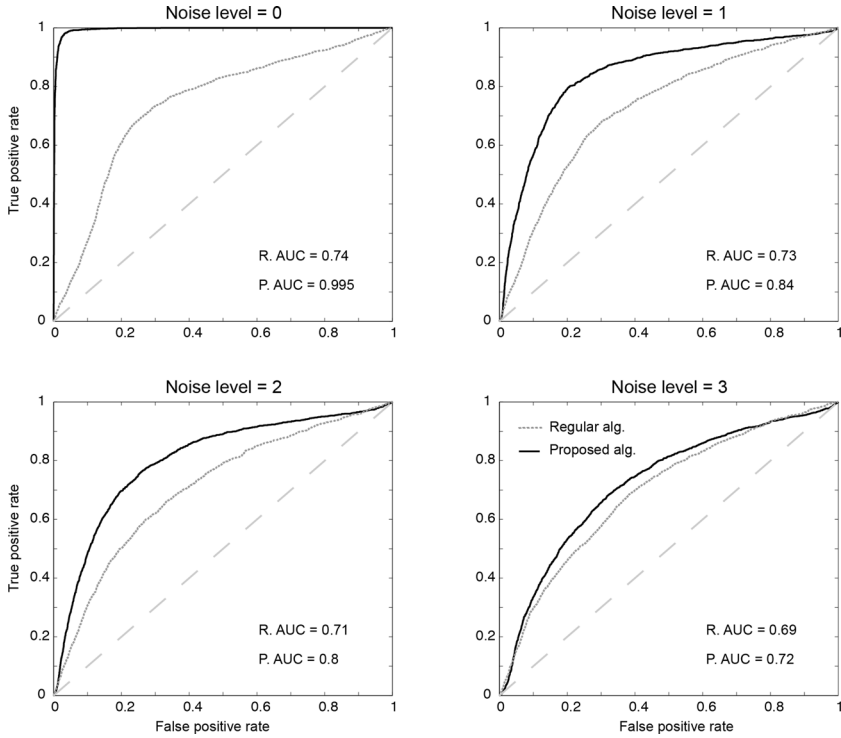 Noise level = 0
True positive rate
1
0.8
0.6
0.4
0.2
0
R. AUC = 0.74
P. AUC = 0.995
0 0.2 0.4 0.6 0.8 1
Noise level = 1
1
0.8
0.6
0.4
0.2
0
R. AUC = 0.73
P. AUC = 0.84
0 0.2 0.4 0.6 0.8 1
Noise level = 2
True positive rate
1
0.8
0.6
0.4
0.2
0
R. AUC = 0.71
P. AUC = 0.8
0 0.2 0.4 0.6 0.8 1
False positive rate
Noise level = 3
1
0.8
0.6
0.4
0.2
0
Regular alg.
Proposed alg.
R. AUC = 0.69
P. AUC = 0.72
0 0.2 0.4 0.6 0.8 1
False positive rate